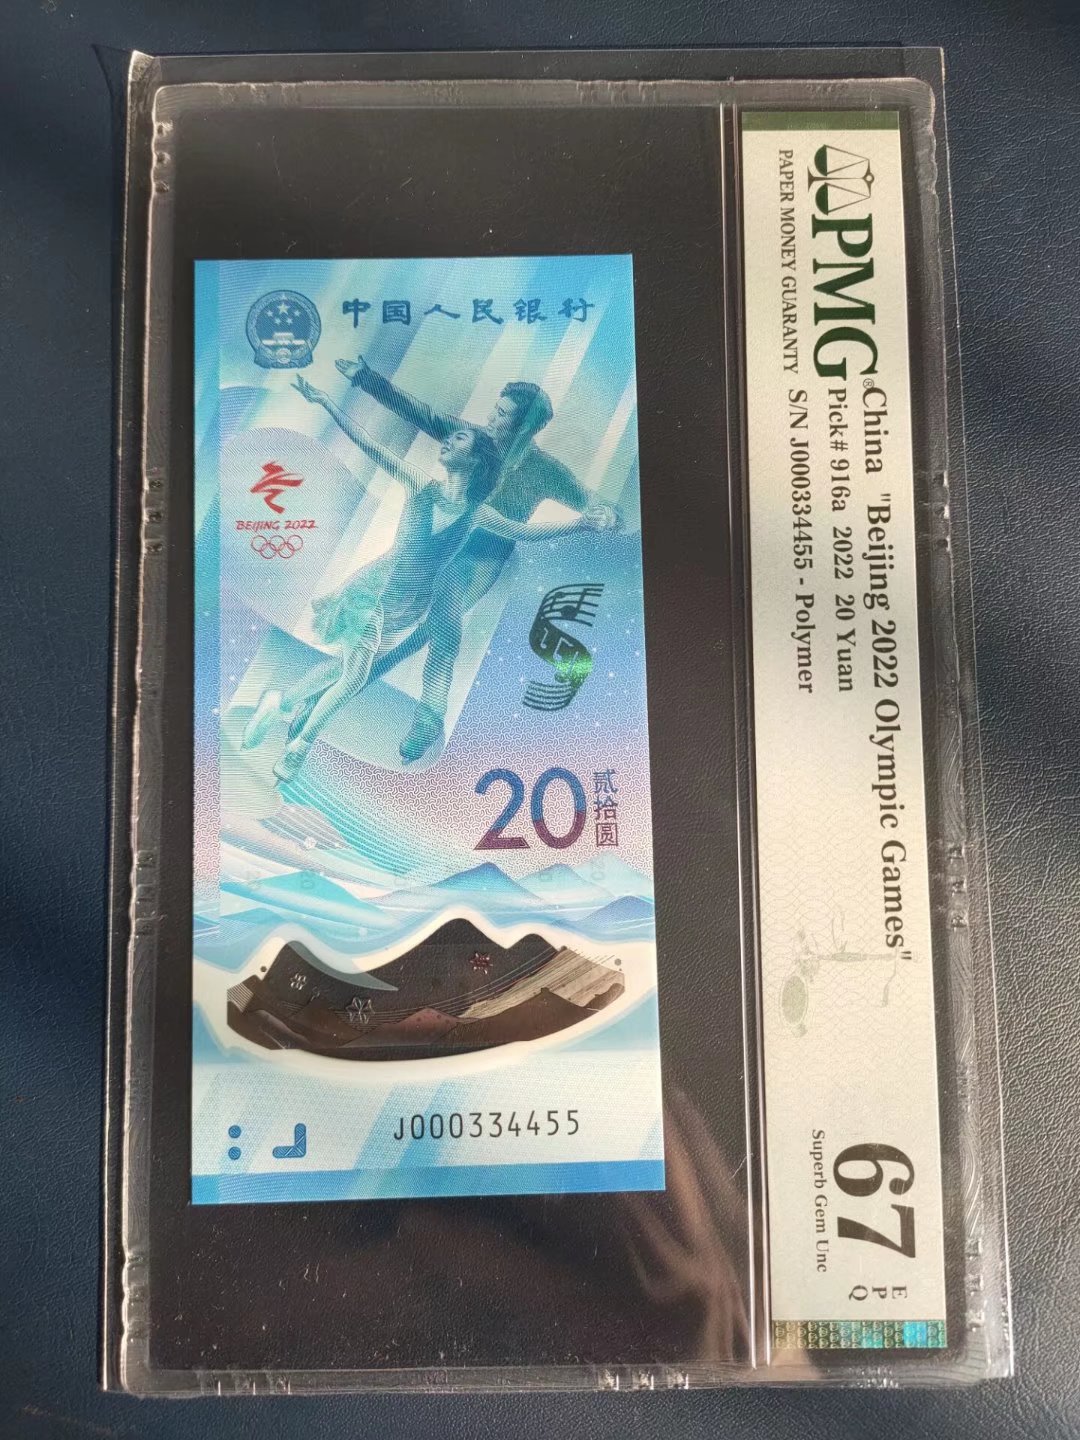 中国人民银行
BEIJING 2022
20
贰拾圆
J000334455
PMG®
PAPER MONEY GUARANTY
China "Beijing 2022 Olympic Games"
Pick# 916a 2022 20 Yuan
S/N J000334455 - Polymer
67
EPQ
Superb Gem Unc